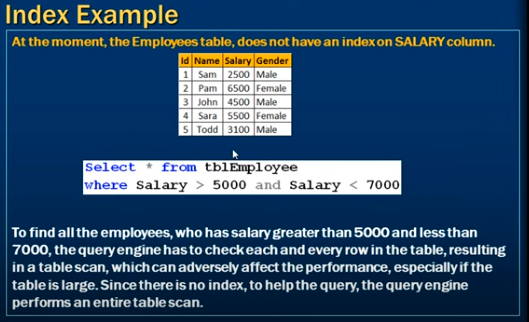 Index Example
At the moment, the Employees table, does not have an index on SALARY column.
Id Name Salary Gender
1 Sam 2500 Male
2 Pam 6500 Female
3 John 4500 Male
4 Sara 5500 Female
5 Todd 3100 Male
Select * from tblEmployee
where Salary > 5000 and Salary < 7000
To find all the employees, who has salary greater than 5000 and less than
7000, the query engine has to check each and every row in the table, resulting
in a table scan, which can adversely affect the performance, especially if the
table is large. Since there is no index, to help the query, the query engine
performs an entire table scan.